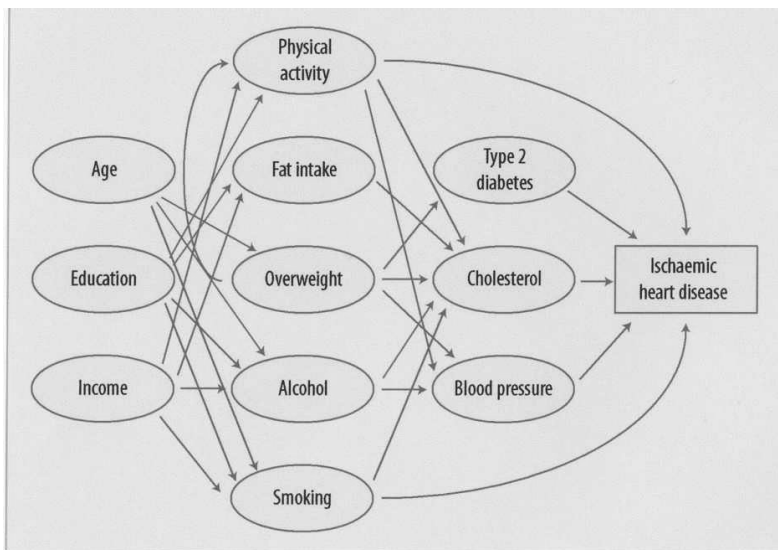 Physical
activity
Age
Fat intake
Type 2
diabetes
Education
Overweight
Cholesterol
Ischaemic
heart disease
Income
Alcohol
Blood pressure
Smoking